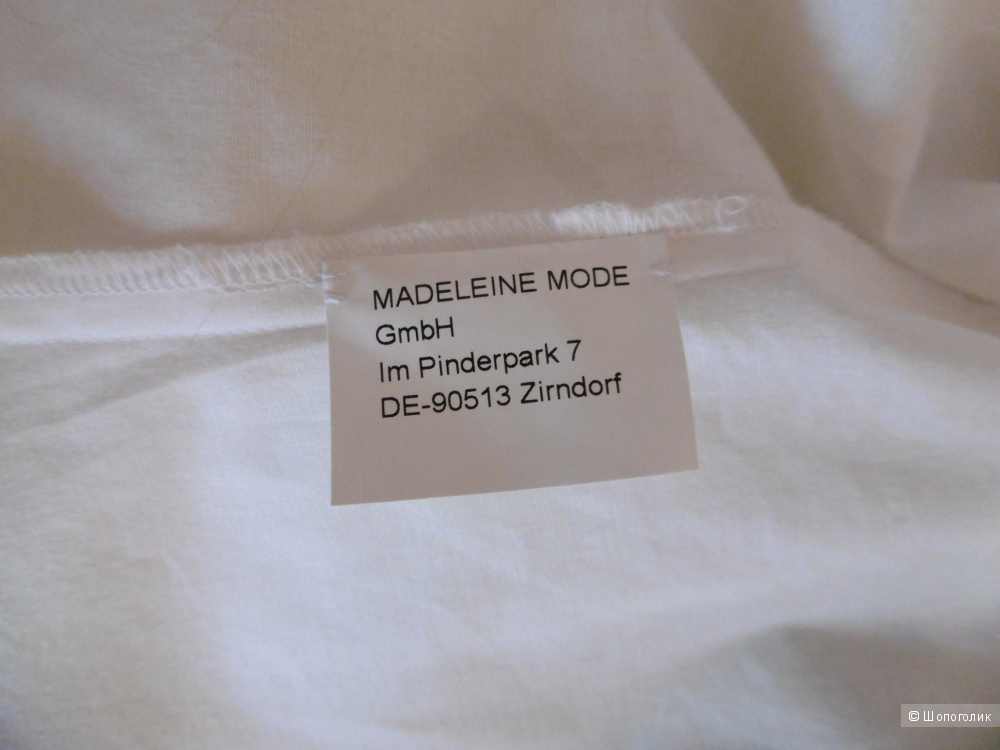 MADELEINE MODE
GmbH
Im Pinderpark 7
DE-90513 Zirndorf
© Шопоголик